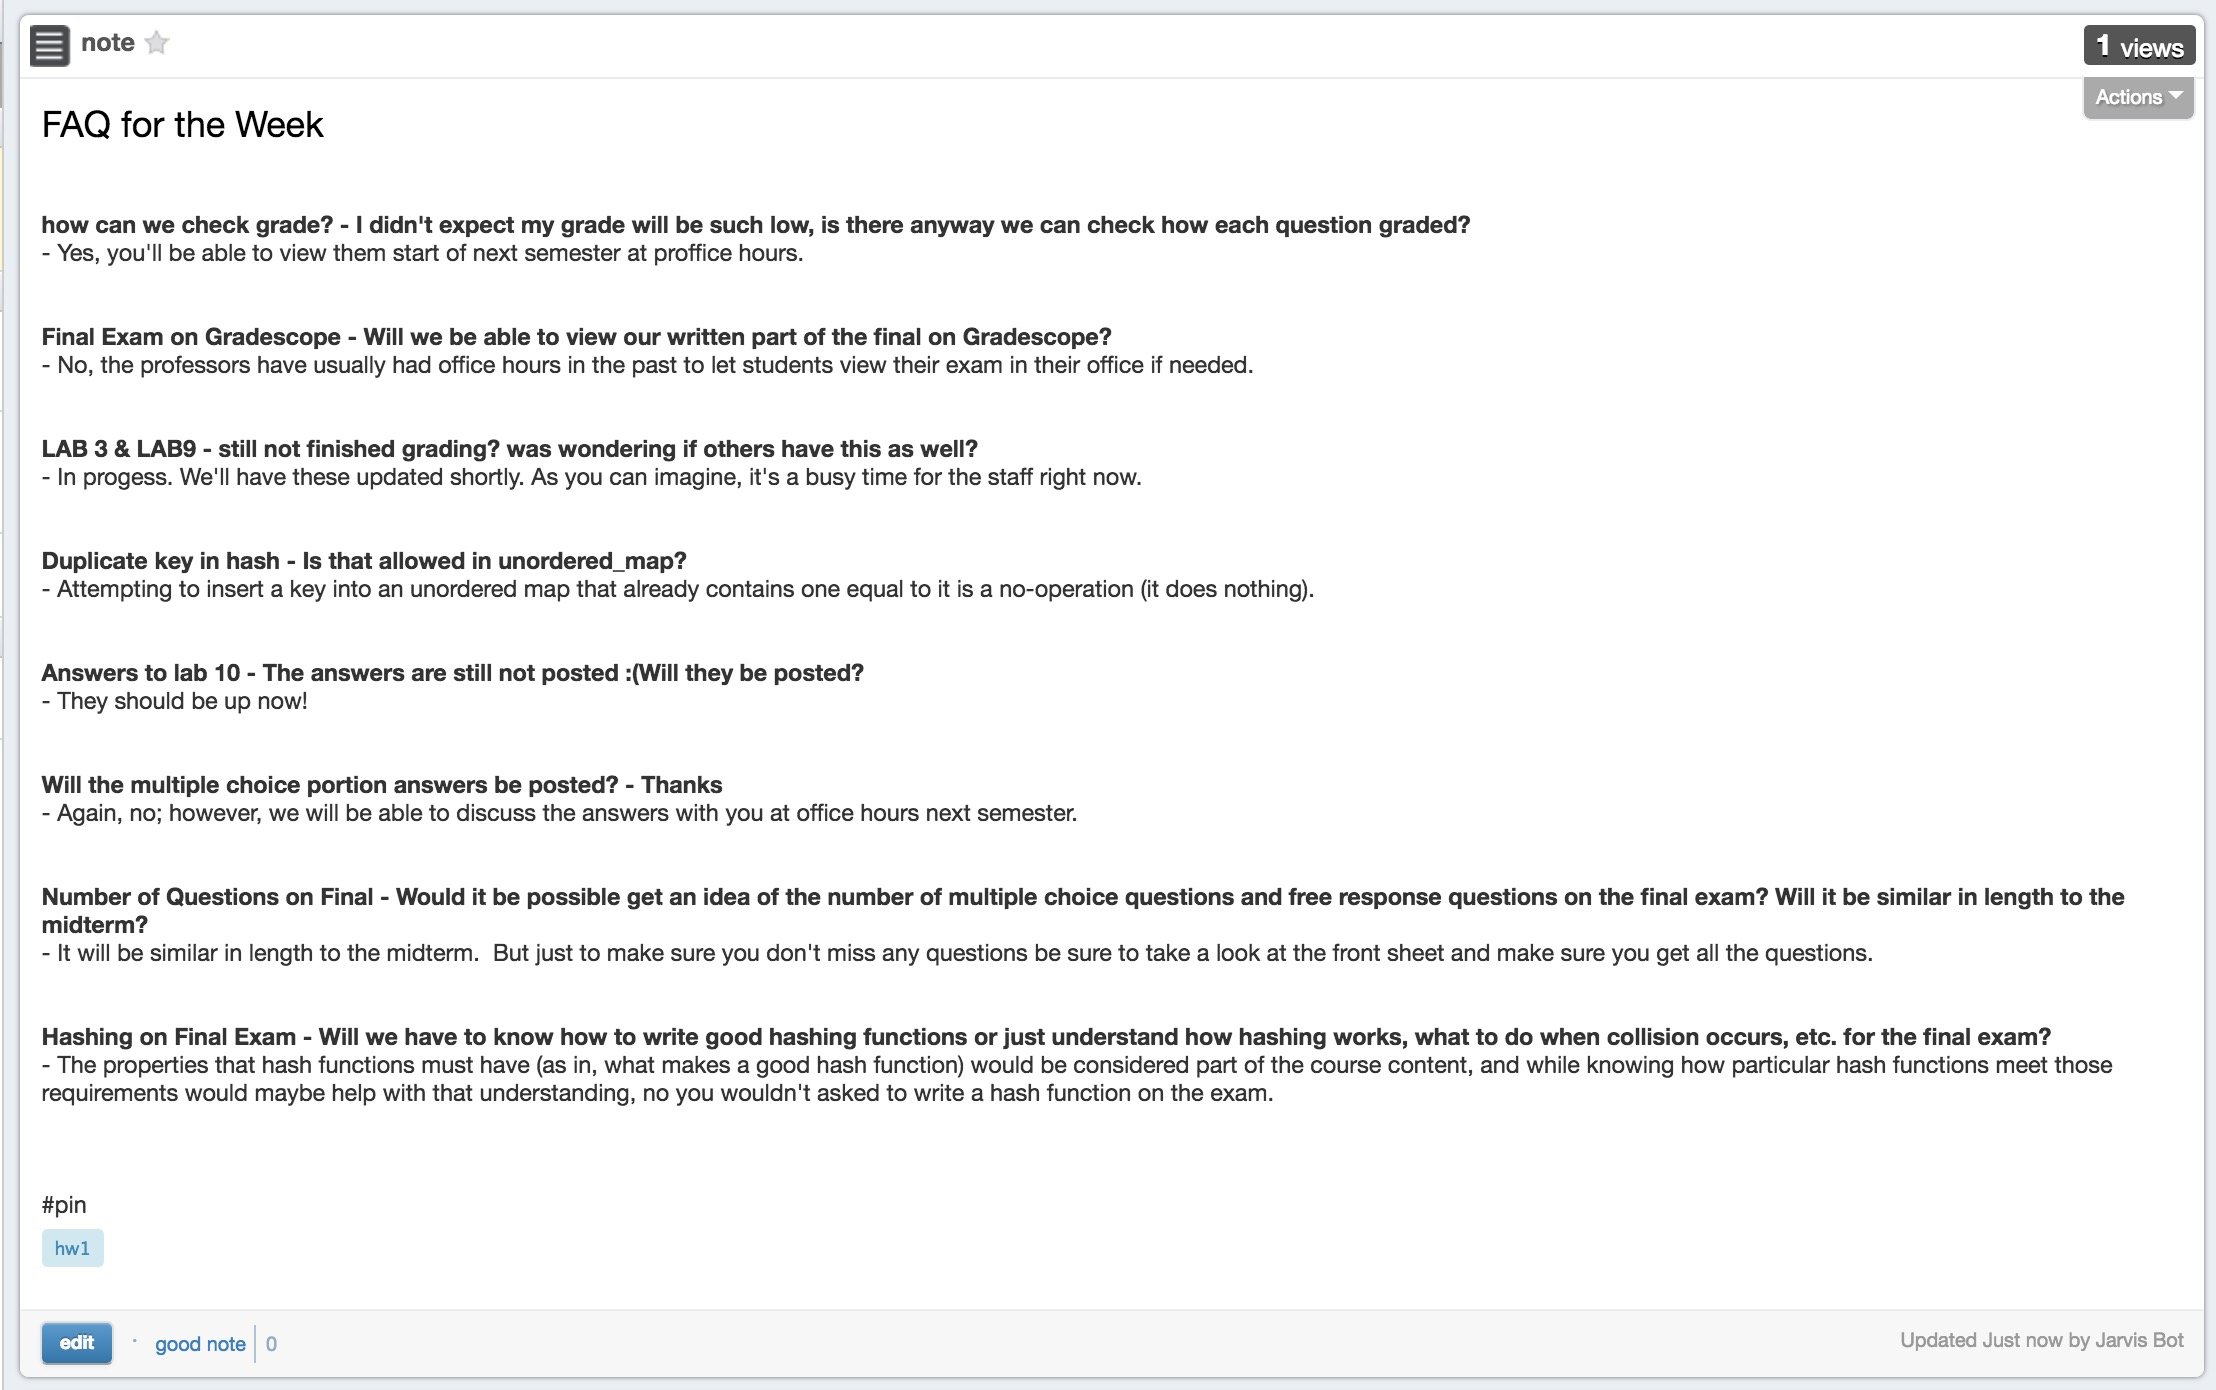 note
1 views
Actions
FAQ for the Week
how can we check grade? - I didn't expect my grade will be such low, is there anyway we can check how each question graded?
- Yes, you'll be able to view them start of next semester at proffice hours.
Final Exam on Gradescope - Will we be able to view our written part of the final on Gradescope?
- No, the professors have usually had office hours in the past to let students view their exam in their office if needed.
LAB 3 & LAB9 - still not finished grading? was wondering if others have this as well?
- In progess. We'll have these updated shortly. As you can imagine, it's a busy time for the staff right now.
Duplicate key in hash - Is that allowed in unordered_map?
- Attempting to insert a key into an unordered map that already contains one equal to it is a no-operation (it does nothing).
Answers to lab 10 - The answers are still not posted :(Will they be posted?
- They should be up now!
Will the multiple choice portion answers be posted? - Thanks
- Again, no; however, we will be able to discuss the answers with you at office hours next semester.
Number of Questions on Final - Would it be possible get an idea of the number of multiple choice questions and free response questions on the final exam? Will it be similar in length to the
midterm?
- It will be similar in length to the midterm.  But just to make sure you don't miss any questions be sure to take a look at the front sheet and make sure you get all the questions.
Hashing on Final Exam - Will we have to know how to write good hashing functions or just understand how hashing works, what to do when collision occurs, etc. for the final exam?
- The properties that hash functions must have (as in, what makes a good hash function) would be considered part of the course content, and while knowing how particular hash functions meet those
requirements would maybe help with that understanding, no you wouldn't asked to write a hash function on the exam.
#pin
hw1
edit · good note 0
Updated Just now by Jarvis Bot